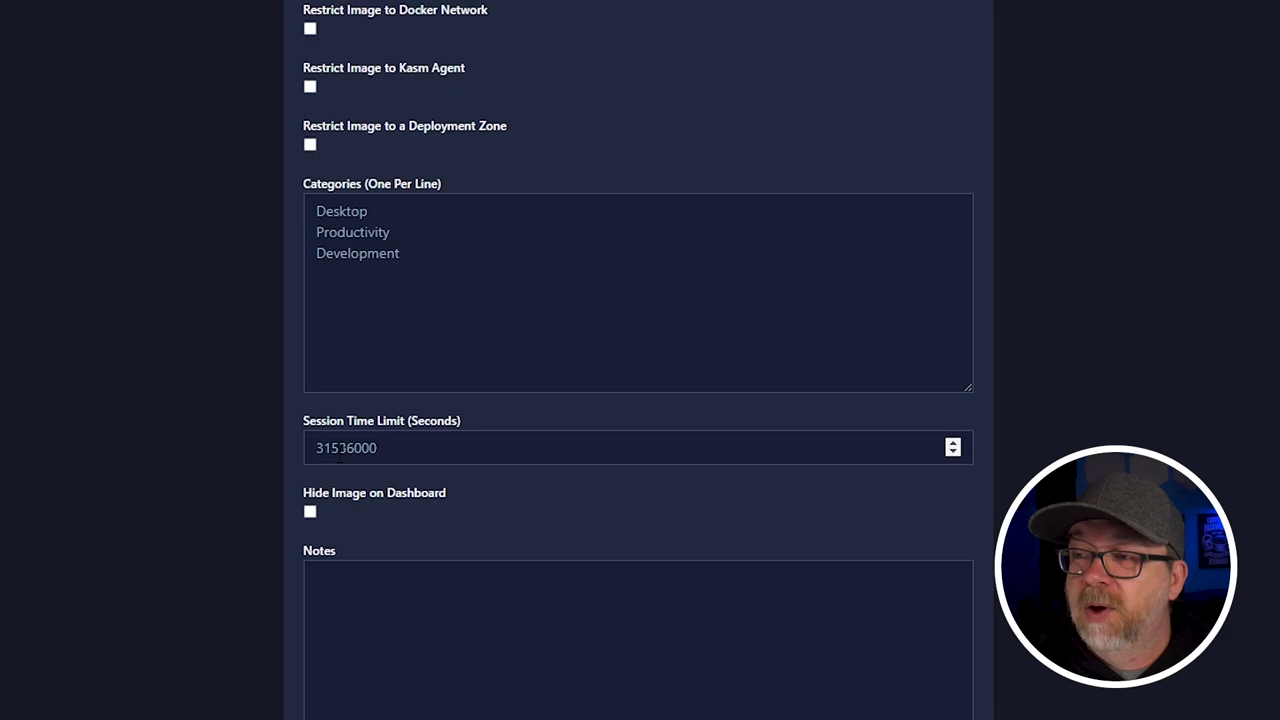 Restrict Image to Docker Network
Restrict Image to Kasm Agent
Restrict Image to a Deployment Zone
Categories (One Per Line)
Desktop
Productivity
Development
Session Time Limit (Seconds)
31536000
Hide Image on Dashboard
Notes